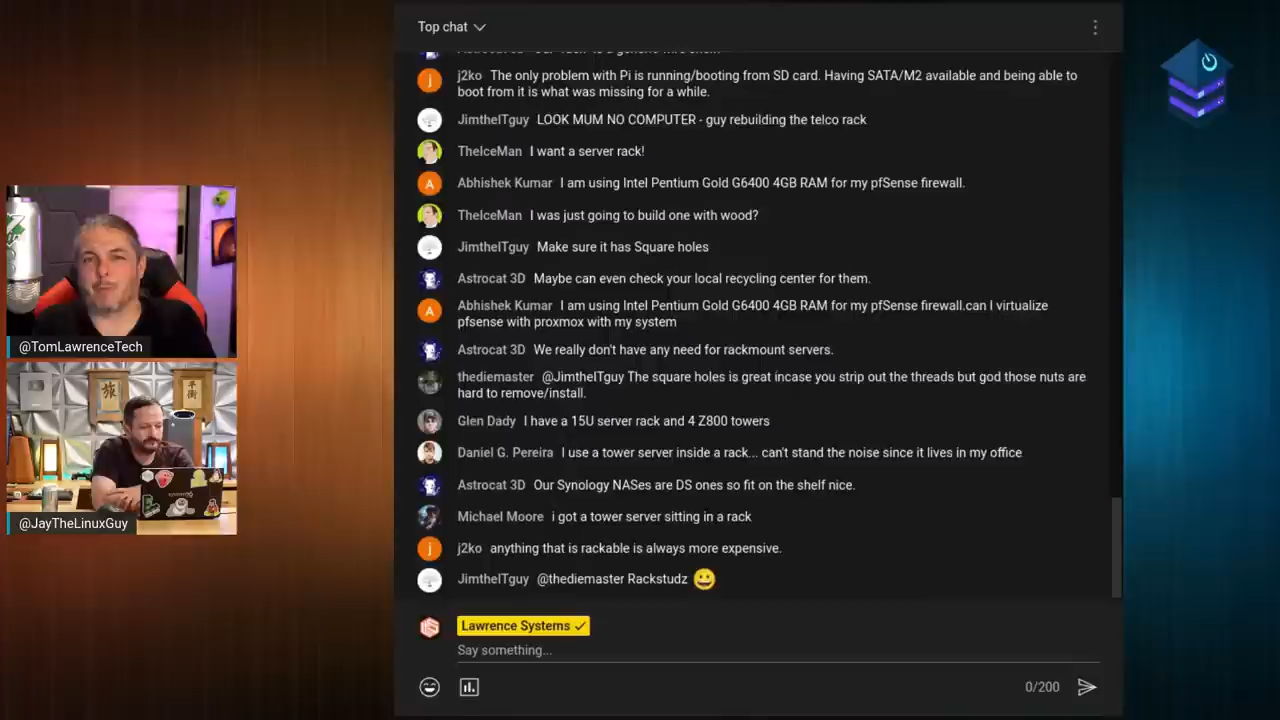 Top chat
j2ko The only problem with Pi is running/booting from SD card. Having SATA/M2 available and being able to
boot from it is what was missing for a while.
JimtheITguy LOOK MUM NO COMPUTER - guy rebuilding the telco rack
TheIceMan I want a server rack!
A Abhishek Kumar I am using Intel Pentium Gold G6400 4GB RAM for my pfSense firewall.
TheIceMan I was just going to build one with wood?
JimtheITguy Make sure it has Square holes
Astrocat 3D Maybe can even check your local recycling center for them.
A Abhishek Kumar I am using Intel Pentium Gold G6400 4GB RAM for my pfSense firewall.can I virtualize
pfsense with proxmox with my system
Astrocat 3D We really don't have any need for rackmount servers.
thediemaster @JimtheITguy The square holes is great incase you strip out the threads but god those nuts are
hard to remove/install.
Glen Dady I have a 15U server rack and 4 Z800 towers
Daniel G. Pereira I use a tower server inside a rack... can't stand the noise since it lives in my office
Astrocat 3D Our Synology NASes are DS ones so fit on the shelf nice.
Michael Moore i got a tower server sitting in a rack
j j2ko anything that is rackable is always more expensive.
JimtheITguy @thediemaster Rackstudz 😀
Lawrence Systems ✓
Say something...
0/200
@TomLawrenceTech
旅
平
衡
@JayTheLinuxGuy